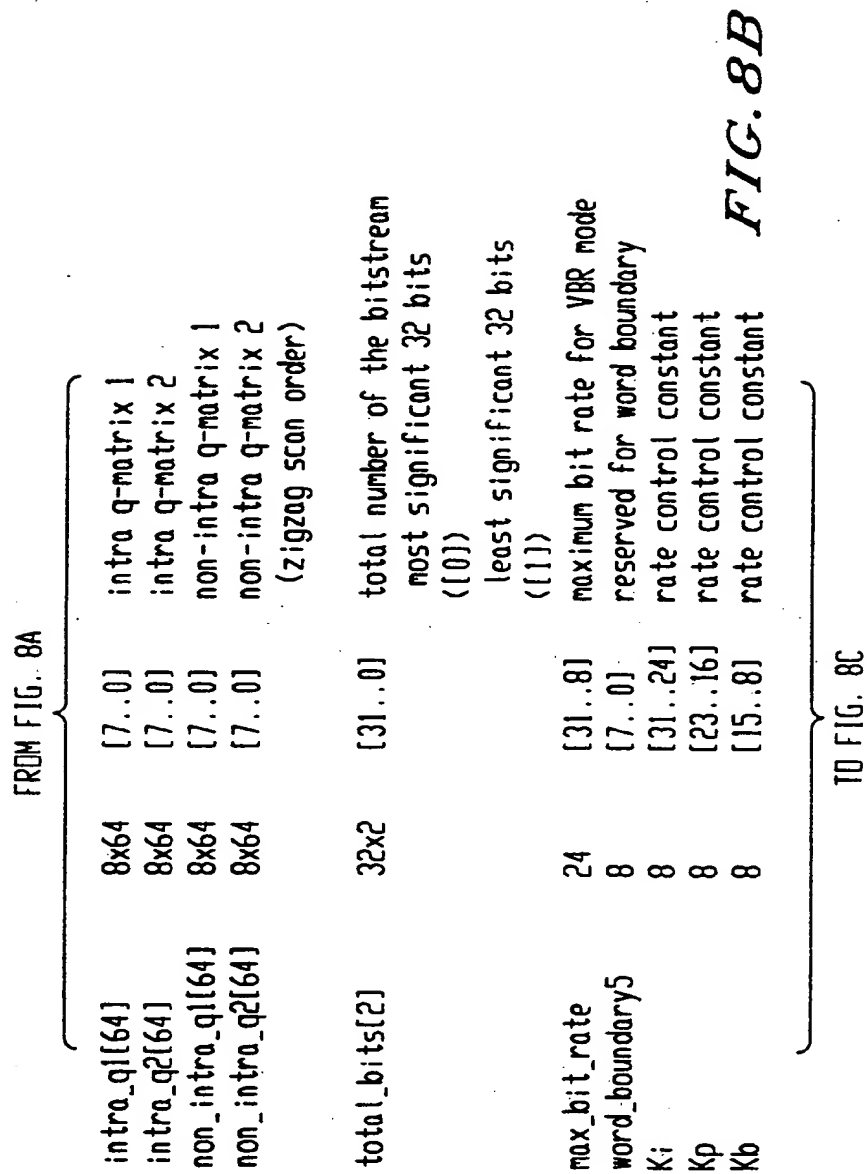 FROM FIG. 8A
intra_q1[64] 8x64 [7..0] intra q-matrix 1
intra_q2[64] 8x64 [7..0] intra q-matrix 2
non_intra_q1[64] 8x64 [7..0] non-intra q-matrix 1
non_intra_q2[64] 8x64 [7..0] non-intra q-matrix 2
(zigzag scan order)
total_bits[2] 32x2 [31..0] total number of the bitstream
most significant 32 bits
([0])
least significant 32 bits
([1])
max_bit_rate 24 [31..8] maximum bit rate for VBR mode
word_boundary5 8 [7..0] reserved for word boundary
Ki 8 [31..24] rate control constant
Kp 8 [23..16] rate control constant
Kb 8 [15..8] rate control constant
TO FIG. 8C
FIG. 8B